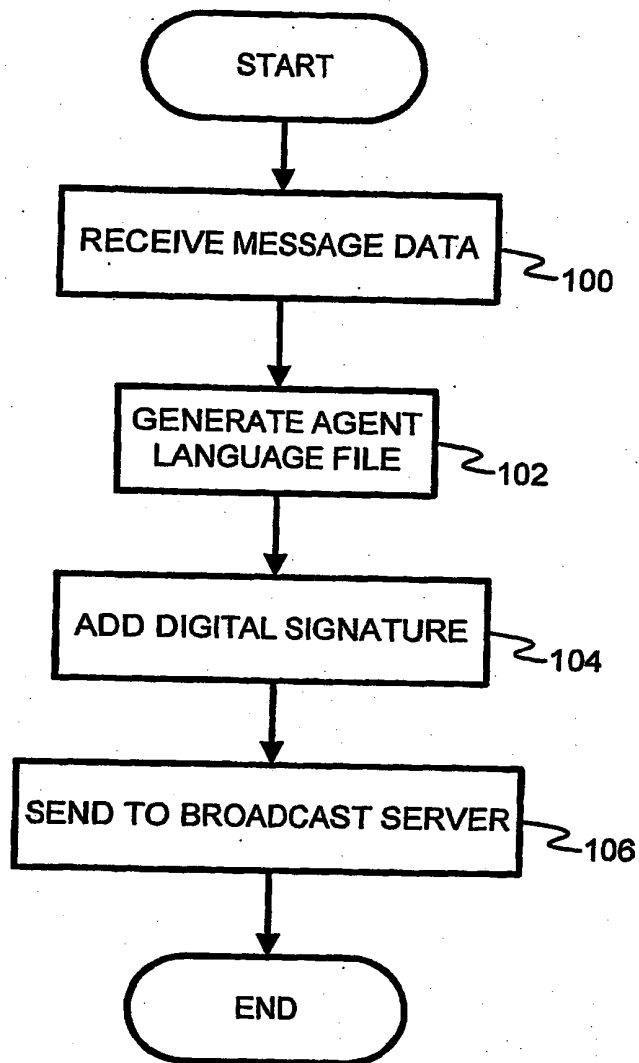 START
RECEIVE MESSAGE DATA
100
GENERATE AGENT
LANGUAGE FILE
102
ADD DIGITAL SIGNATURE
104
SEND TO BROADCAST SERVER
106
END